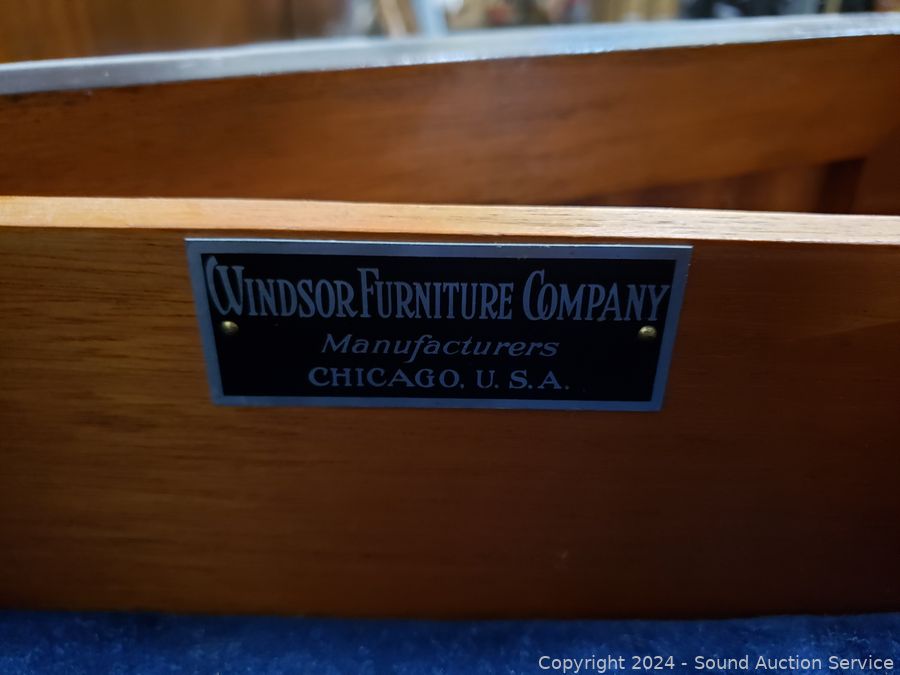 WINDSOR FURNITURE COMPANY
Manufacturers
CHICAGO, U. S. A.
Copyright © 2024 - Sound Auction Service